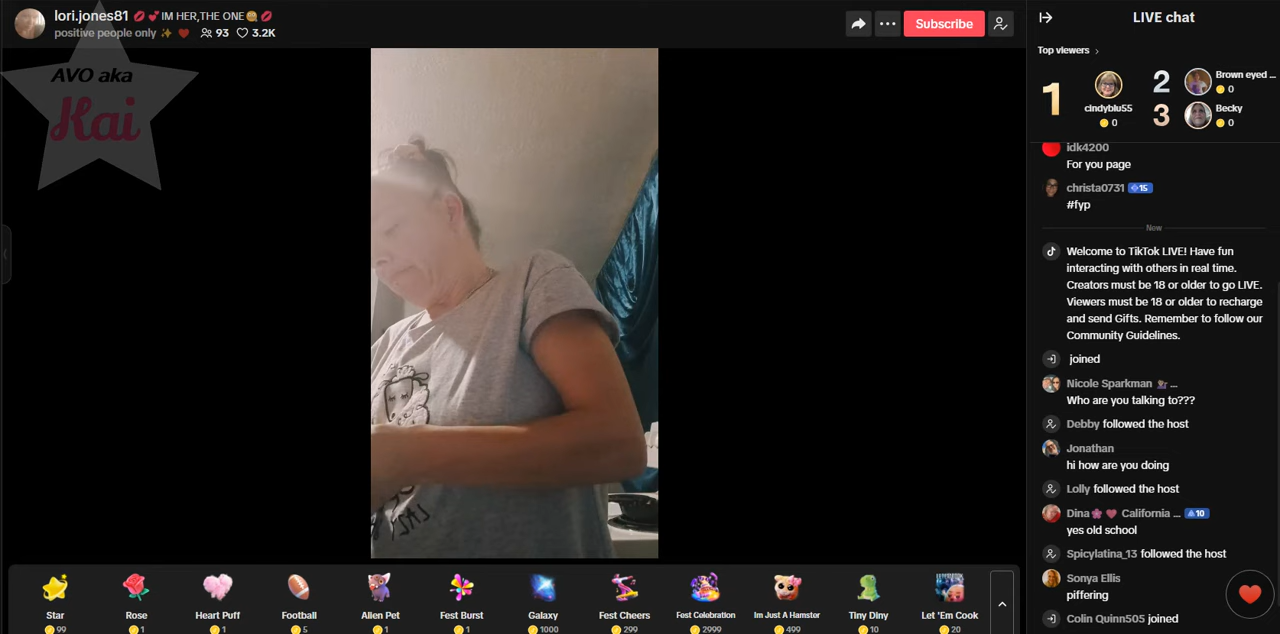 lori.jones81 💋 💕 IM HER,THE ONE 💋
positive people only ✨ ❤️ 93 3.2K
Subscribe
AVO aka
Kai
LIVE chat
Top viewers >
1
cindyblu55
0
2
Brown eyed ...
0
3
Becky
0
idk4200
For you page
christa0731 15
#fyp
New
Welcome to TikTok LIVE! Have fun
interacting with others in real time.
Creators must be 18 or older to go LIVE.
Viewers must be 18 or older to recharge
and send Gifts. Remember to follow our
Community Guidelines.
joined
Nicole Sparkman ...
Who are you talking to???
Debby followed the host
Jonathan
hi how are you doing
Lolly followed the host
Dina🌸 ❤️ California ... 10
yes old school
Spicylatina_13 followed the host
Sonya Ellis
piffering
Colin Quinn505 joined
Star
99
Rose
1
Heart Puff
1
Football
5
Alien Pet
1
Fest Burst
1
Galaxy
1000
Fest Cheers
299
Fest Celebration
2999
Im Just A Hamstor
499
Tiny Diny
10
Let 'Em Cook
20